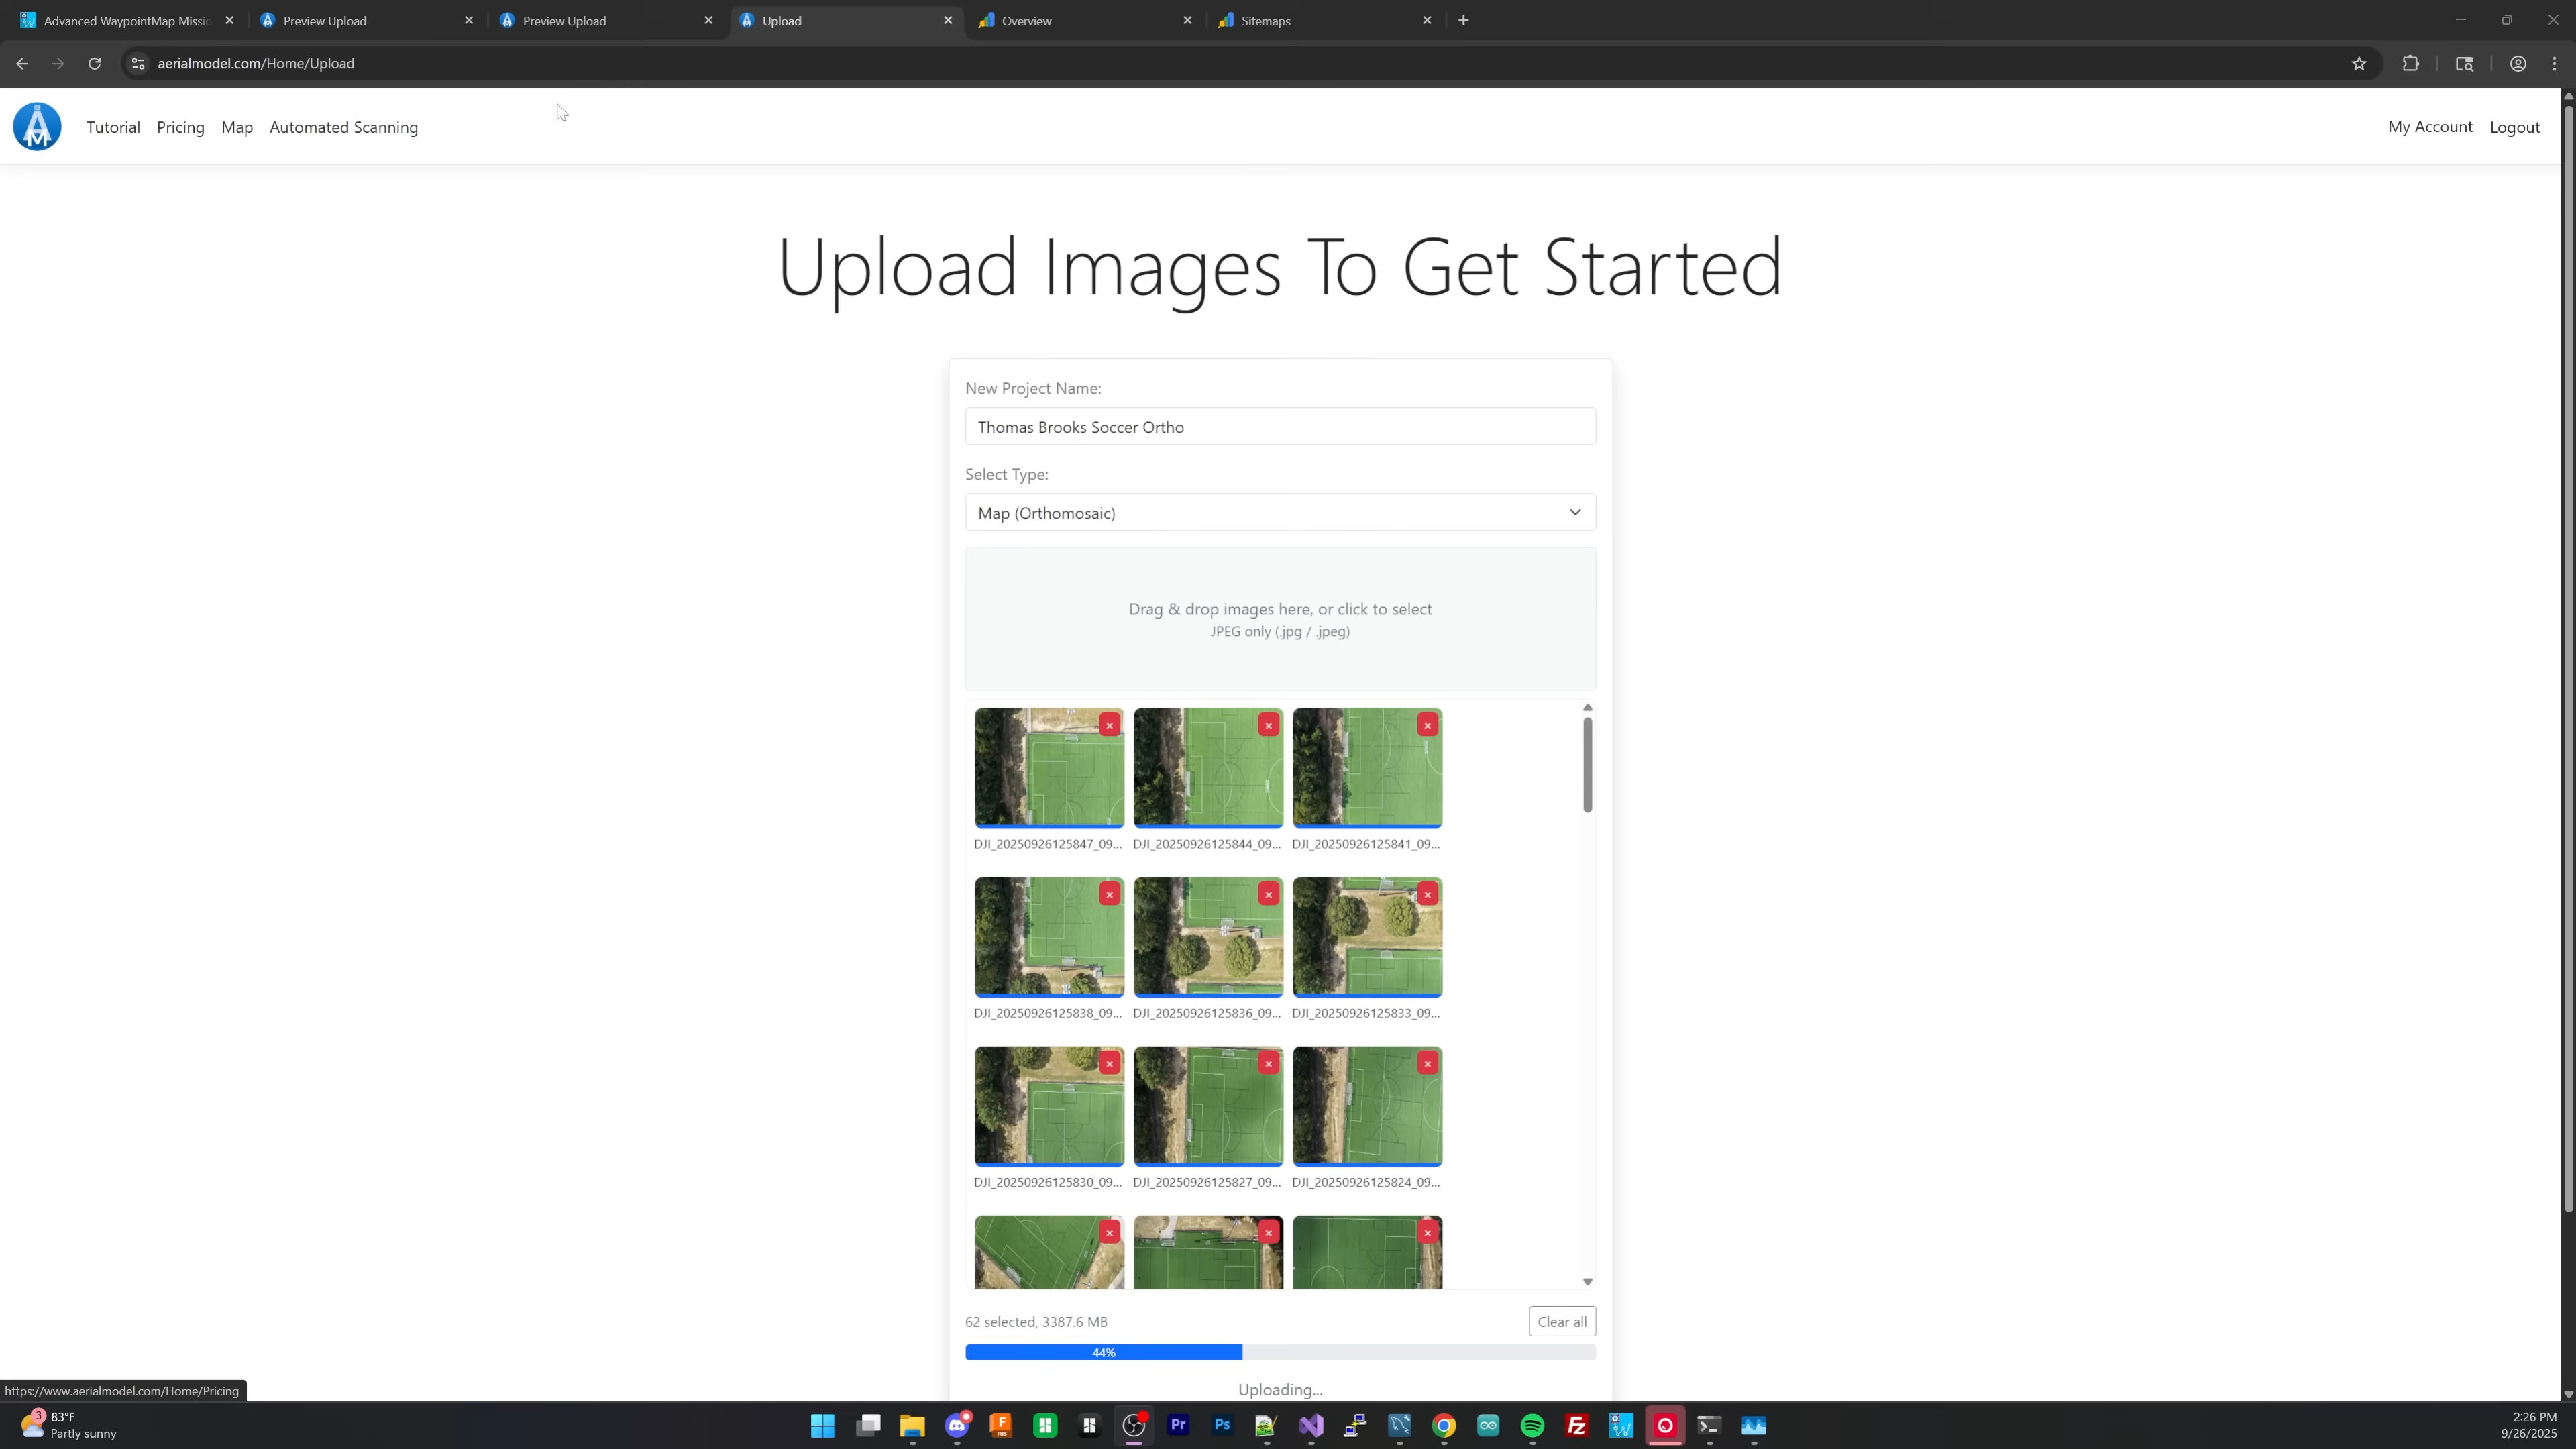 Advanced WaypointMap Missio
Preview Upload
Preview Upload
Upload
Overview
Sitemaps
aerialmodel.com/Home/Upload
Tutorial
Pricing
Map
Automated Scanning
My Account
Logout
Upload Images To Get Started
New Project Name:
Thomas Brooks Soccer Ortho
Select Type:
Map (Orthomosaic)
Drag & drop images here, or click to select
JPEG only (.jpg / .jpeg)
DJI_20250926125847_09...
DJI_20250926125844_09...
DJI_20250926125841_09...
DJI_20250926125838_09...
DJI_20250926125836_09...
DJI_20250926125833_09...
DJI_20250926125830_09...
DJI_20250926125827_09...
DJI_20250926125824_09...
62 selected, 3387.6 MB
Clear all
44%
Uploading...
https://www.aerialmodel.com/Home/Pricing
3
83°F
Partly sunny
Pr
Ps
2:26 PM
9/26/2025